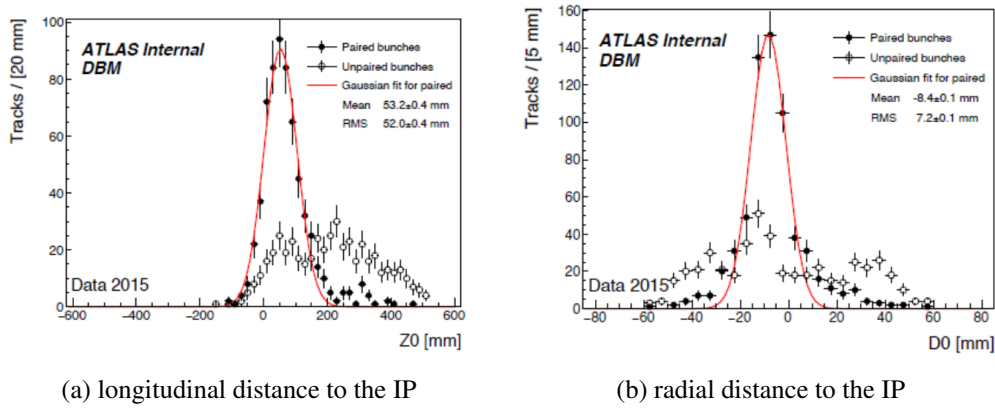 Tracks / [20 mm]
100
80
60
40
20
0
ATLAS Internal
DBM
Paired bunches
Unpaired bunches
Gaussian fit for paired
Mean 53.2±0.4 mm
RMS 52.0±0.4 mm
Data 2015
−600 −400 −200 0 200 400 600
Z0 [mm]
Tracks / [5 mm]
160
140
120
100
80
60
40
20
0
ATLAS Internal
DBM
Paired bunches
Unpaired bunches
Gaussian fit for paired
Mean -8.4±0.1 mm
RMS 7.2±0.1 mm
Data 2015
−80 −60 −40 −20 0 20 40 60 80
D0 [mm]
(a) longitudinal distance to the IP
(b) radial distance to the IP